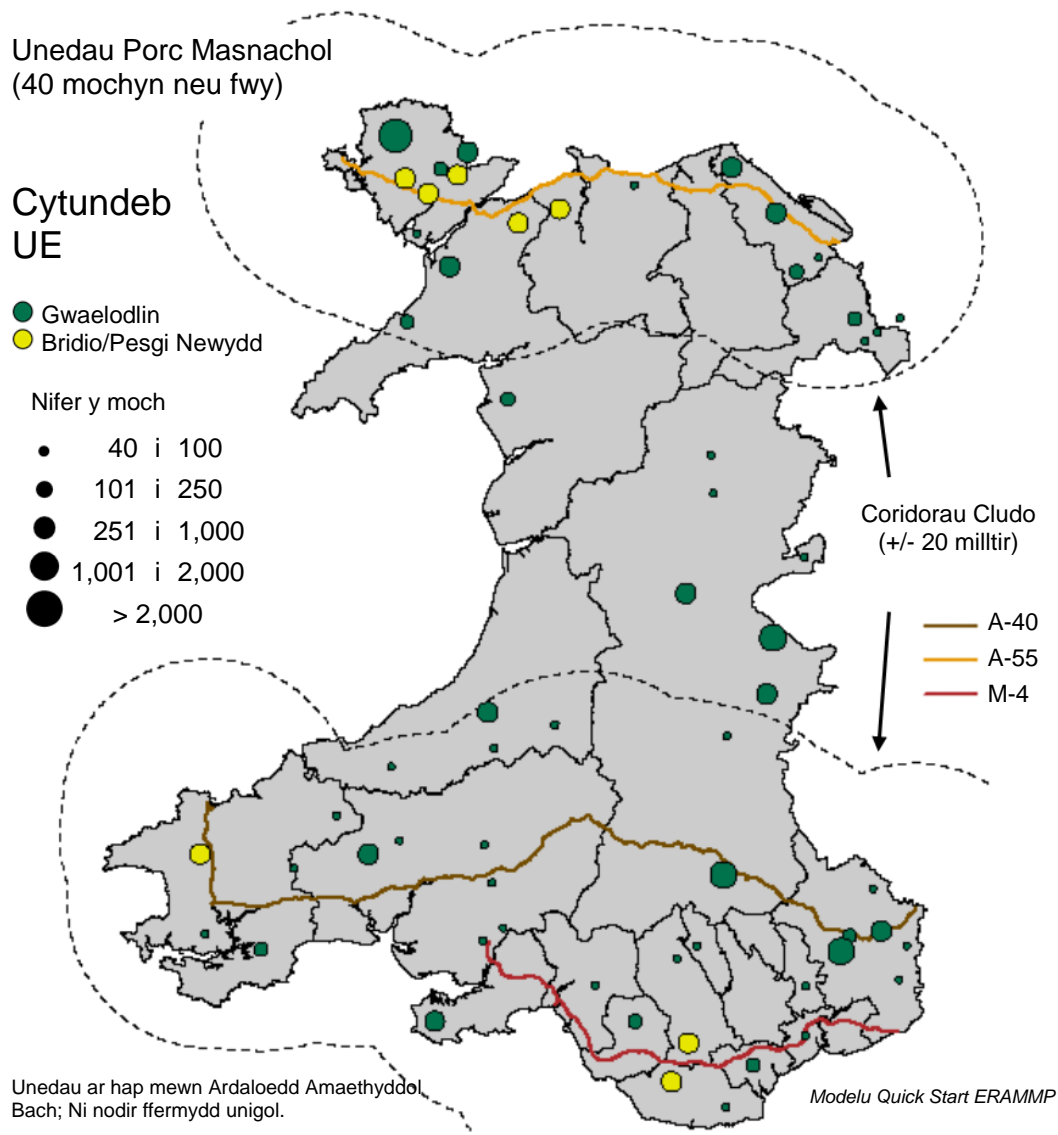 Unedau Porc Masnachol
(40 mochyn neu fwy)
Cytundeb
UE
Gwaelodlin
Bridio/Pesgi Newydd
Nifer y moch
40 i 100
101 i 250
251 i 1,000
1,001 i 2,000
> 2,000
Coridorau Cludo
(+/- 20 milltir)
A-40
A-55
M-4
Unedau ar hap mewn Ardaloedd Amaethyddol
Bach; Ni nodir ffermydd unigol.
Modelu Quick Start ERAMMP